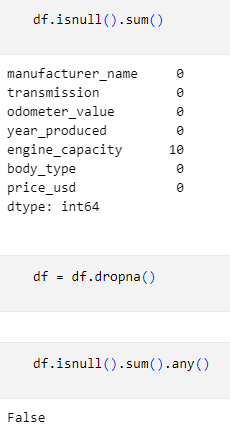 df.isnull().sum()
manufacturer_name     0
transmission          0
odometer_value        0
year_produced         0
engine_capacity      10
body_type             0
price_usd             0
dtype: int64
df = df.dropna()
df.isnull().sum().any()
False